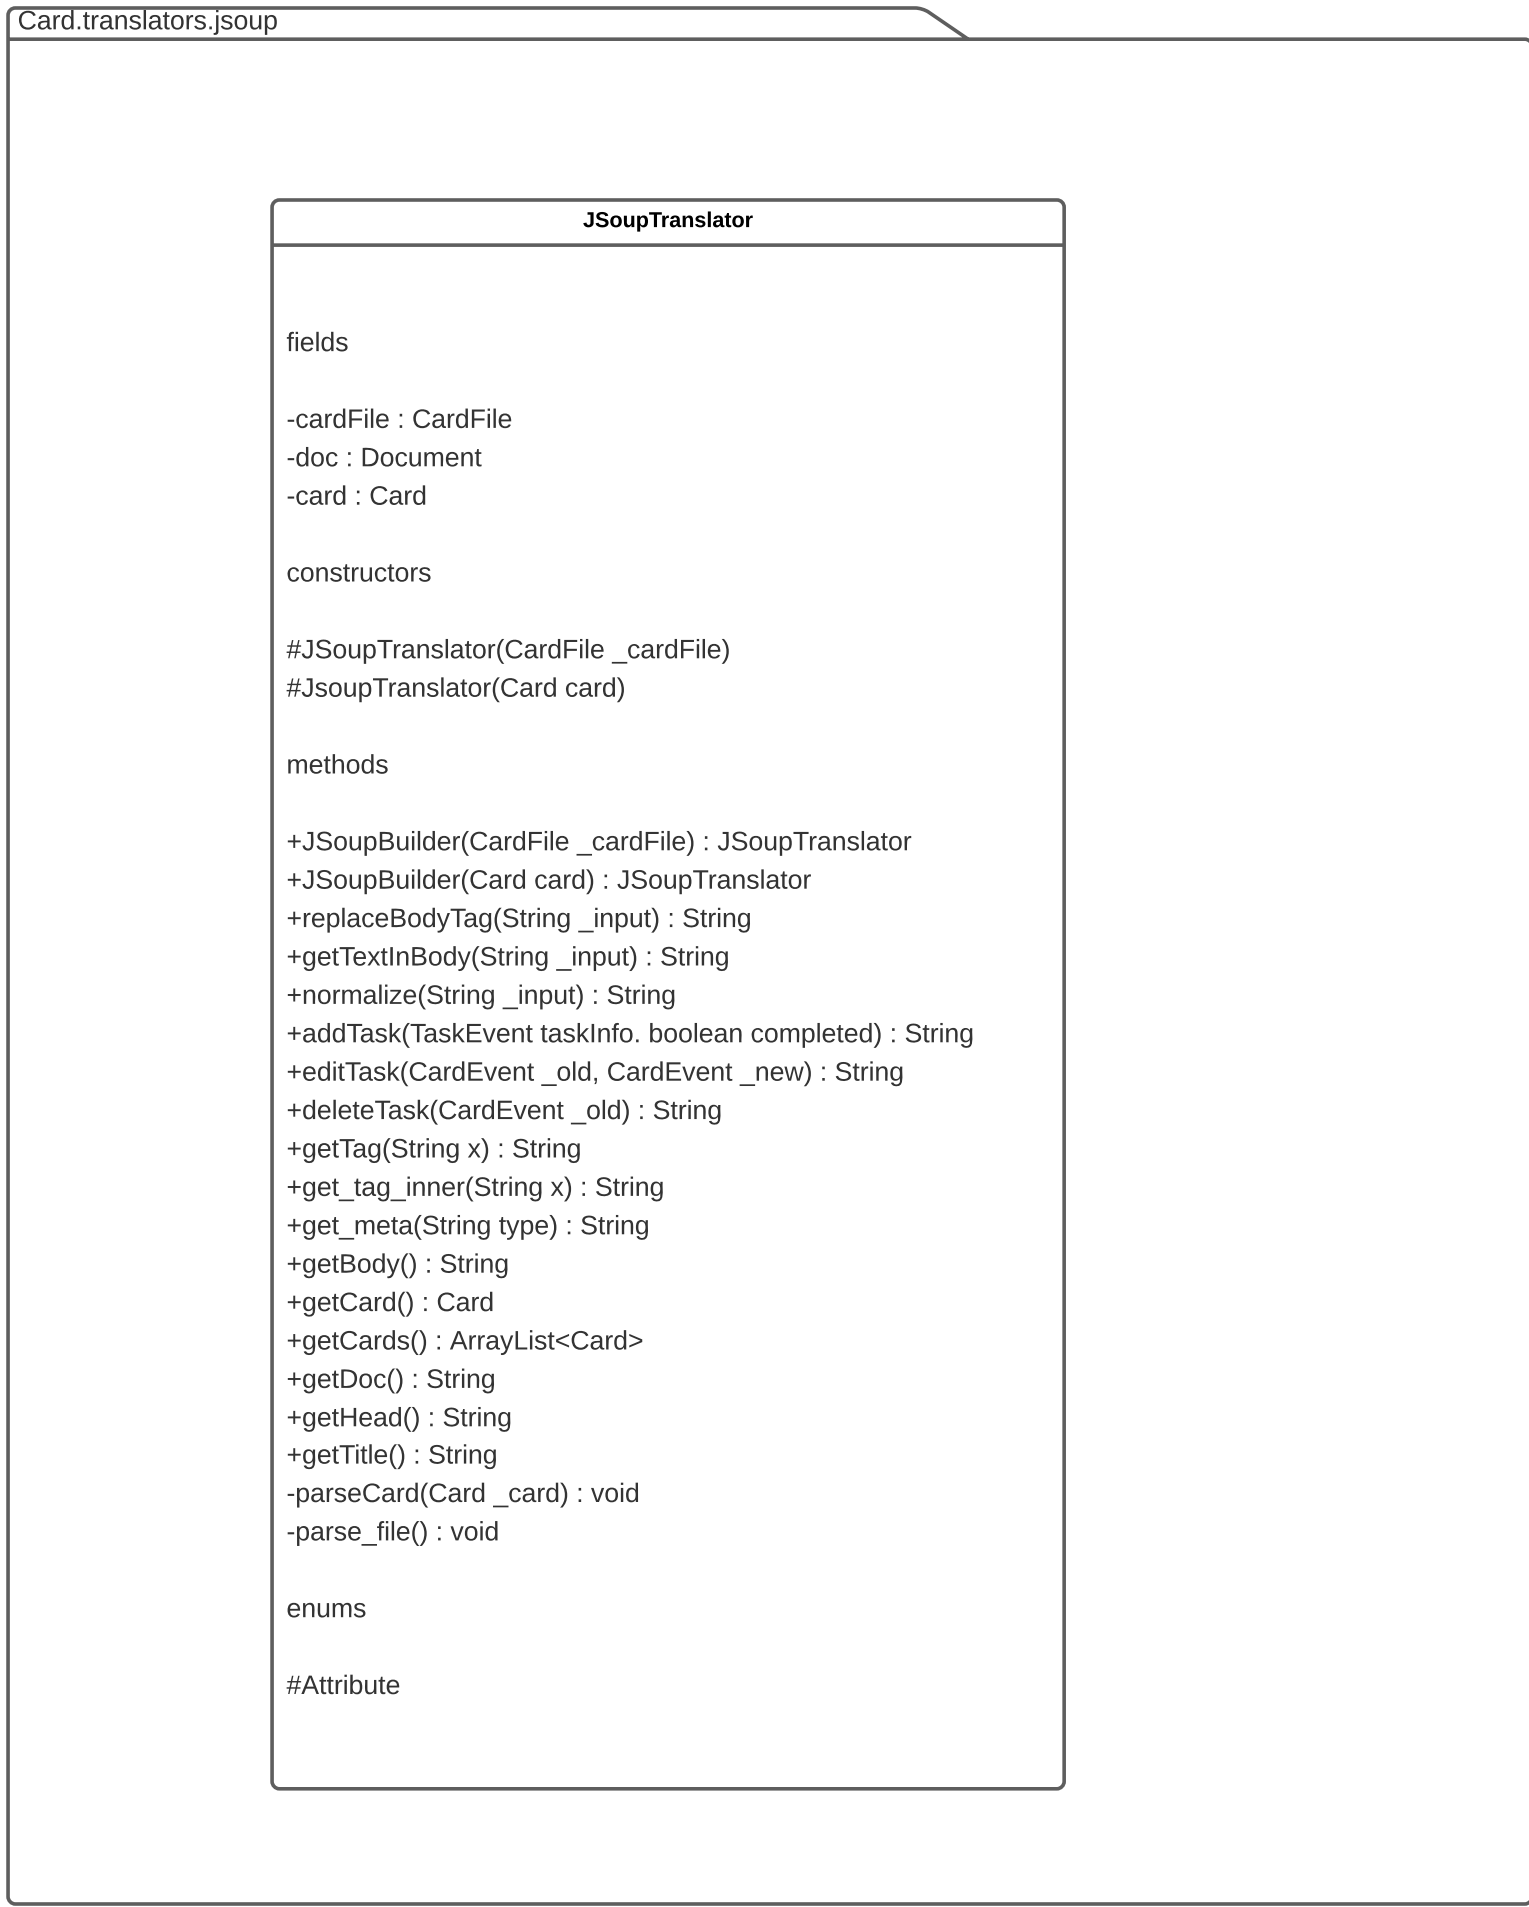 Card.translators.jsoup
JSoupTranslator
fields
-cardFile : CardFile
-doc : Document
-card : Card
constructors
#JSoupTranslator(CardFile _cardFile)
#JsoupTranslator(Card card)
methods
+JSoupBuilder(CardFile _cardFile) : JSoupTranslator
+JSoupBuilder(Card card) : JSoupTranslator
+replaceBodyTag(String _input) : String
+getTextInBody(String _input) : String
+normalize(String _input) : String
+addTask(TaskEvent taskInfo. boolean completed) : String
+editTask(CardEvent _old, CardEvent _new) : String
+deleteTask(CardEvent _old) : String
+getTag(String x) : String
+get_tag_inner(String x) : String
+get_meta(String type) : String
+getBody() : String
+getCard() : Card
+getCards() : ArrayList<Card>
+getDoc() : String
+getHead() : String
+getTitle() : String
-parseCard(Card _card) : void
-parse_file() : void
enums
#Attribute